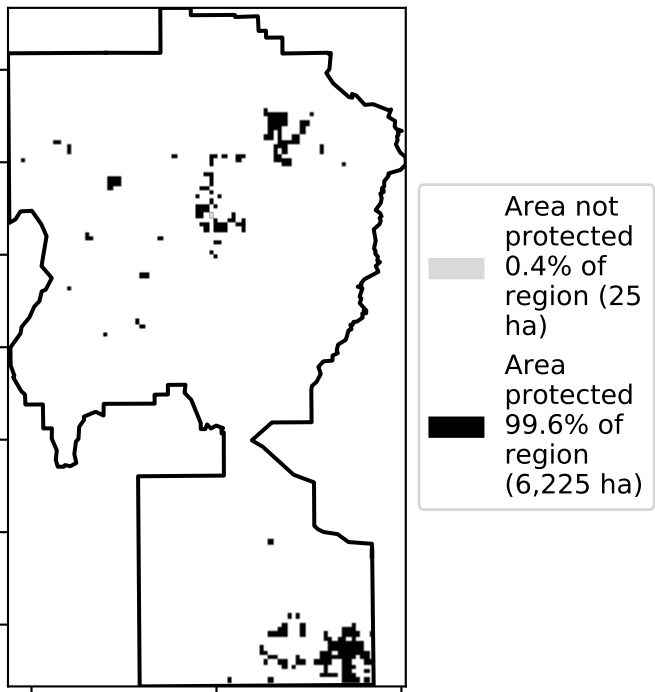 Area not
protected
0.4% of
region (25
ha)
Area
protected
99.6% of
region
(6,225 ha)